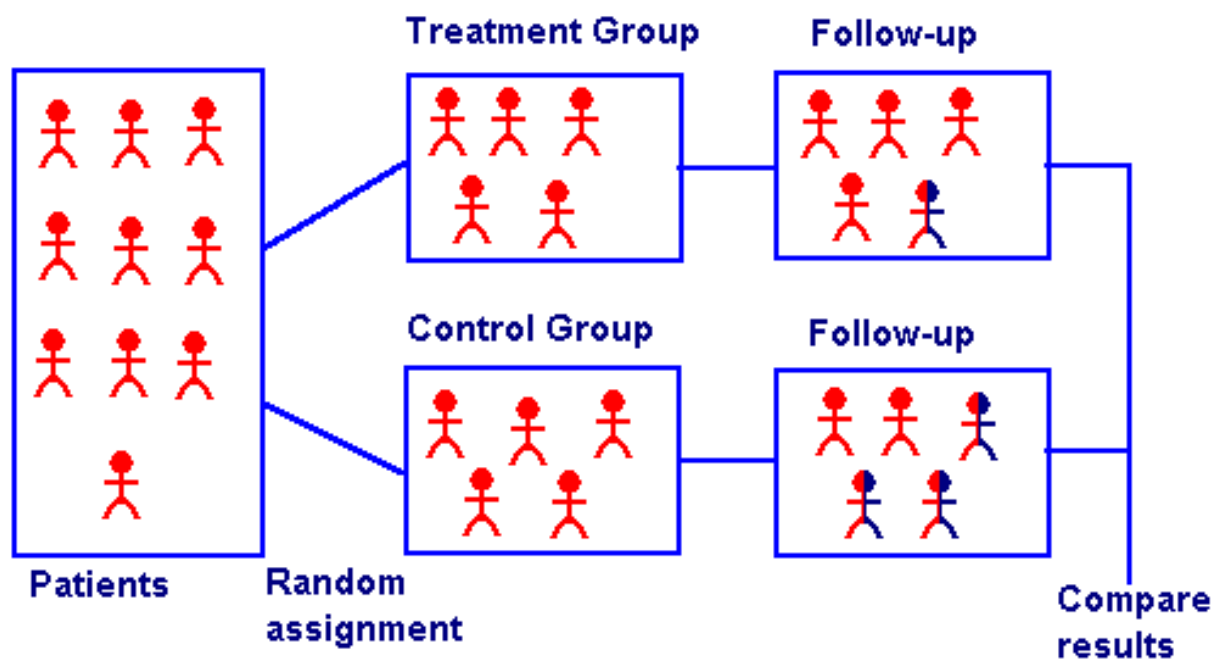 Treatment Group
Follow-up
Control Group
Follow-up
Patients
Random
assignment
Compare
results